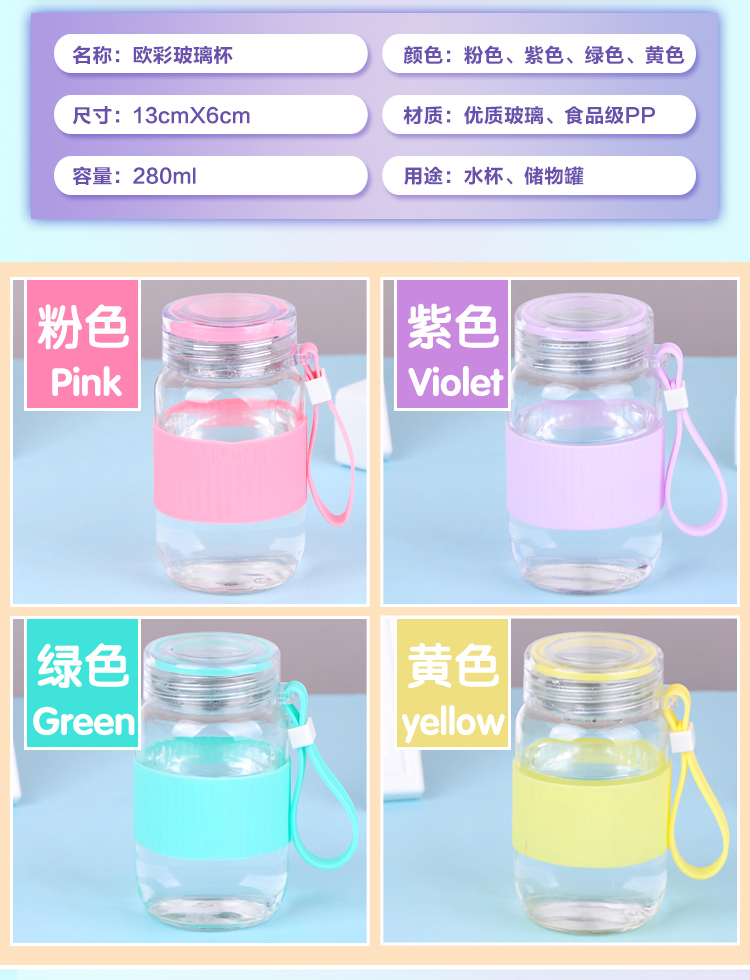 名称：欧彩玻璃杯
颜色：粉色、紫色、绿色、黄色
尺寸：13cmX6cm
材质：优质玻璃、食品级PP
容量：280ml
用途：水杯、储物罐
粉色
Pink
紫色
Violet
绿色
Green
黄色
yellow